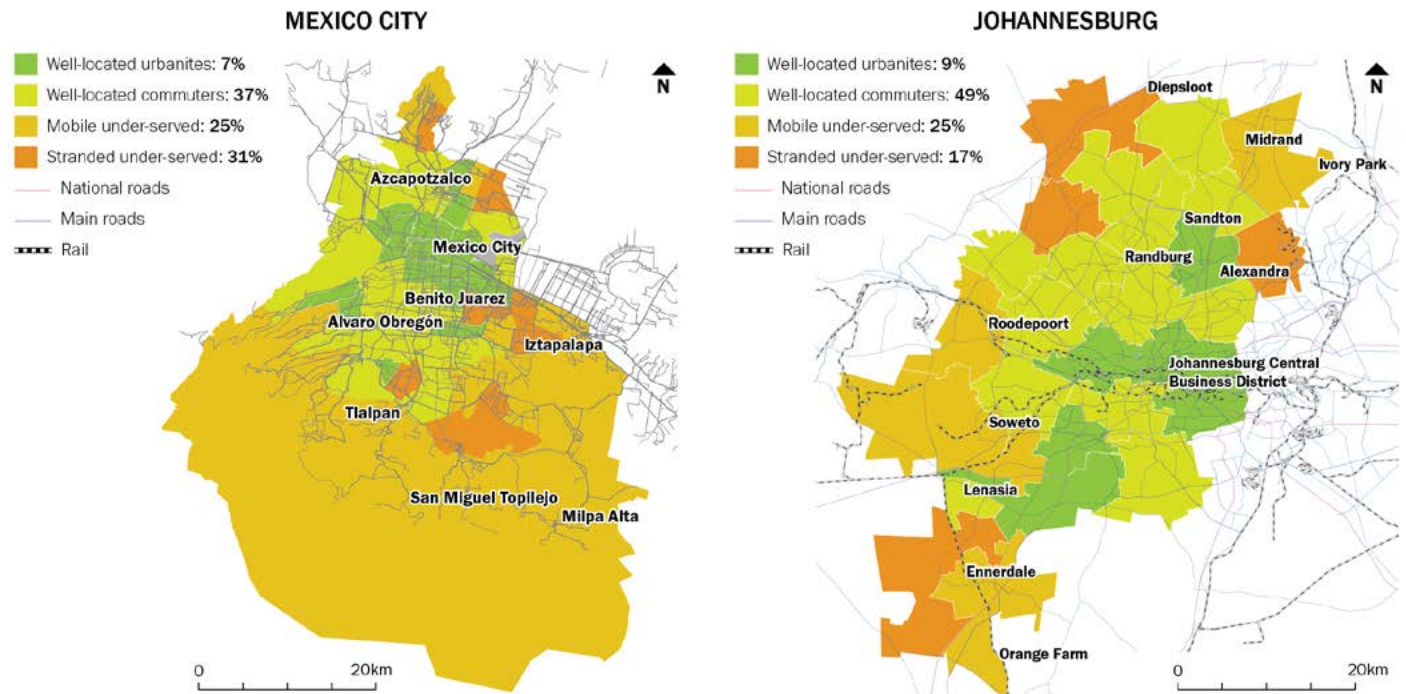 MEXICO CITY
Well-located urbanites: 7%
Well-located commuters: 37%
Mobile under-served: 25%
Stranded under-served: 31%
National roads
Main roads
Rail
N
Azcapotzalco
Mexico City
Benito Juarez
Alvaro Obregón
Iztapalapa
Tlalpan
San Miguel Topilejo
Milpa Alta
0 20km
JOHANNESBURG
Well-located urbanites: 9%
Well-located commuters: 49%
Mobile under-served: 25%
Stranded under-served: 17%
National roads
Main roads
Rail
N
Diepsloot
Midrand
Ivory Park
Sandton
Randburg
Alexandra
Roodepoort
Johannesburg Central
Business District
Soweto
Lenasia
Ennerdale
Orange Farm
0 20km